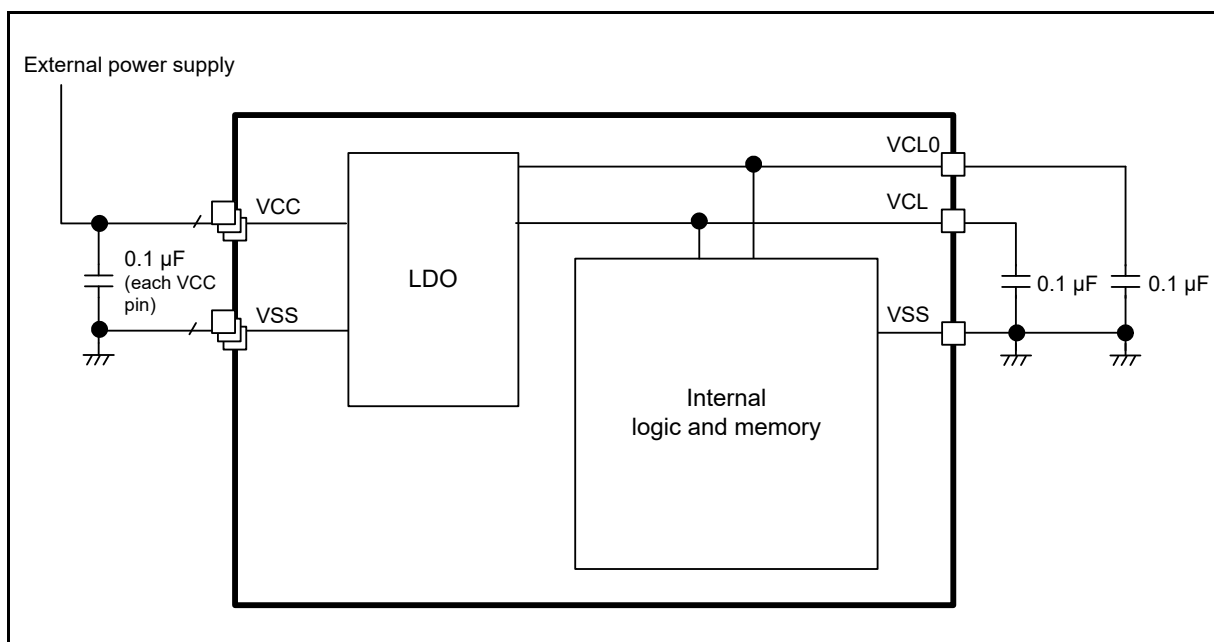 External power supply
VCL0
VCC
VCL
0.1 µF
(each VCC
pin)
LDO
0.1 µF
0.1 µF
VSS
VSS
Internal
logic and memory